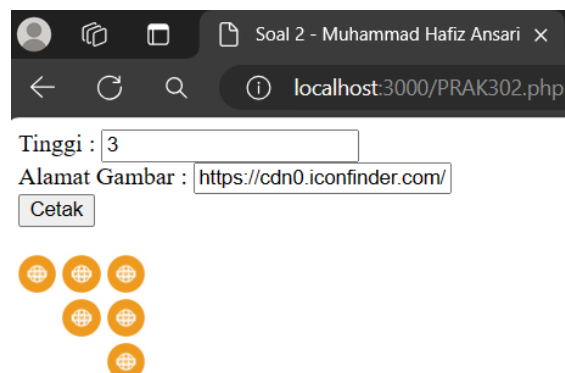 Soal 2 - Muhammad Hafiz Ansari
localhost:3000/PRAK302.php
Tinggi : 3
Alamat Gambar : https://cdn0.iconfinder.com/
Cetak